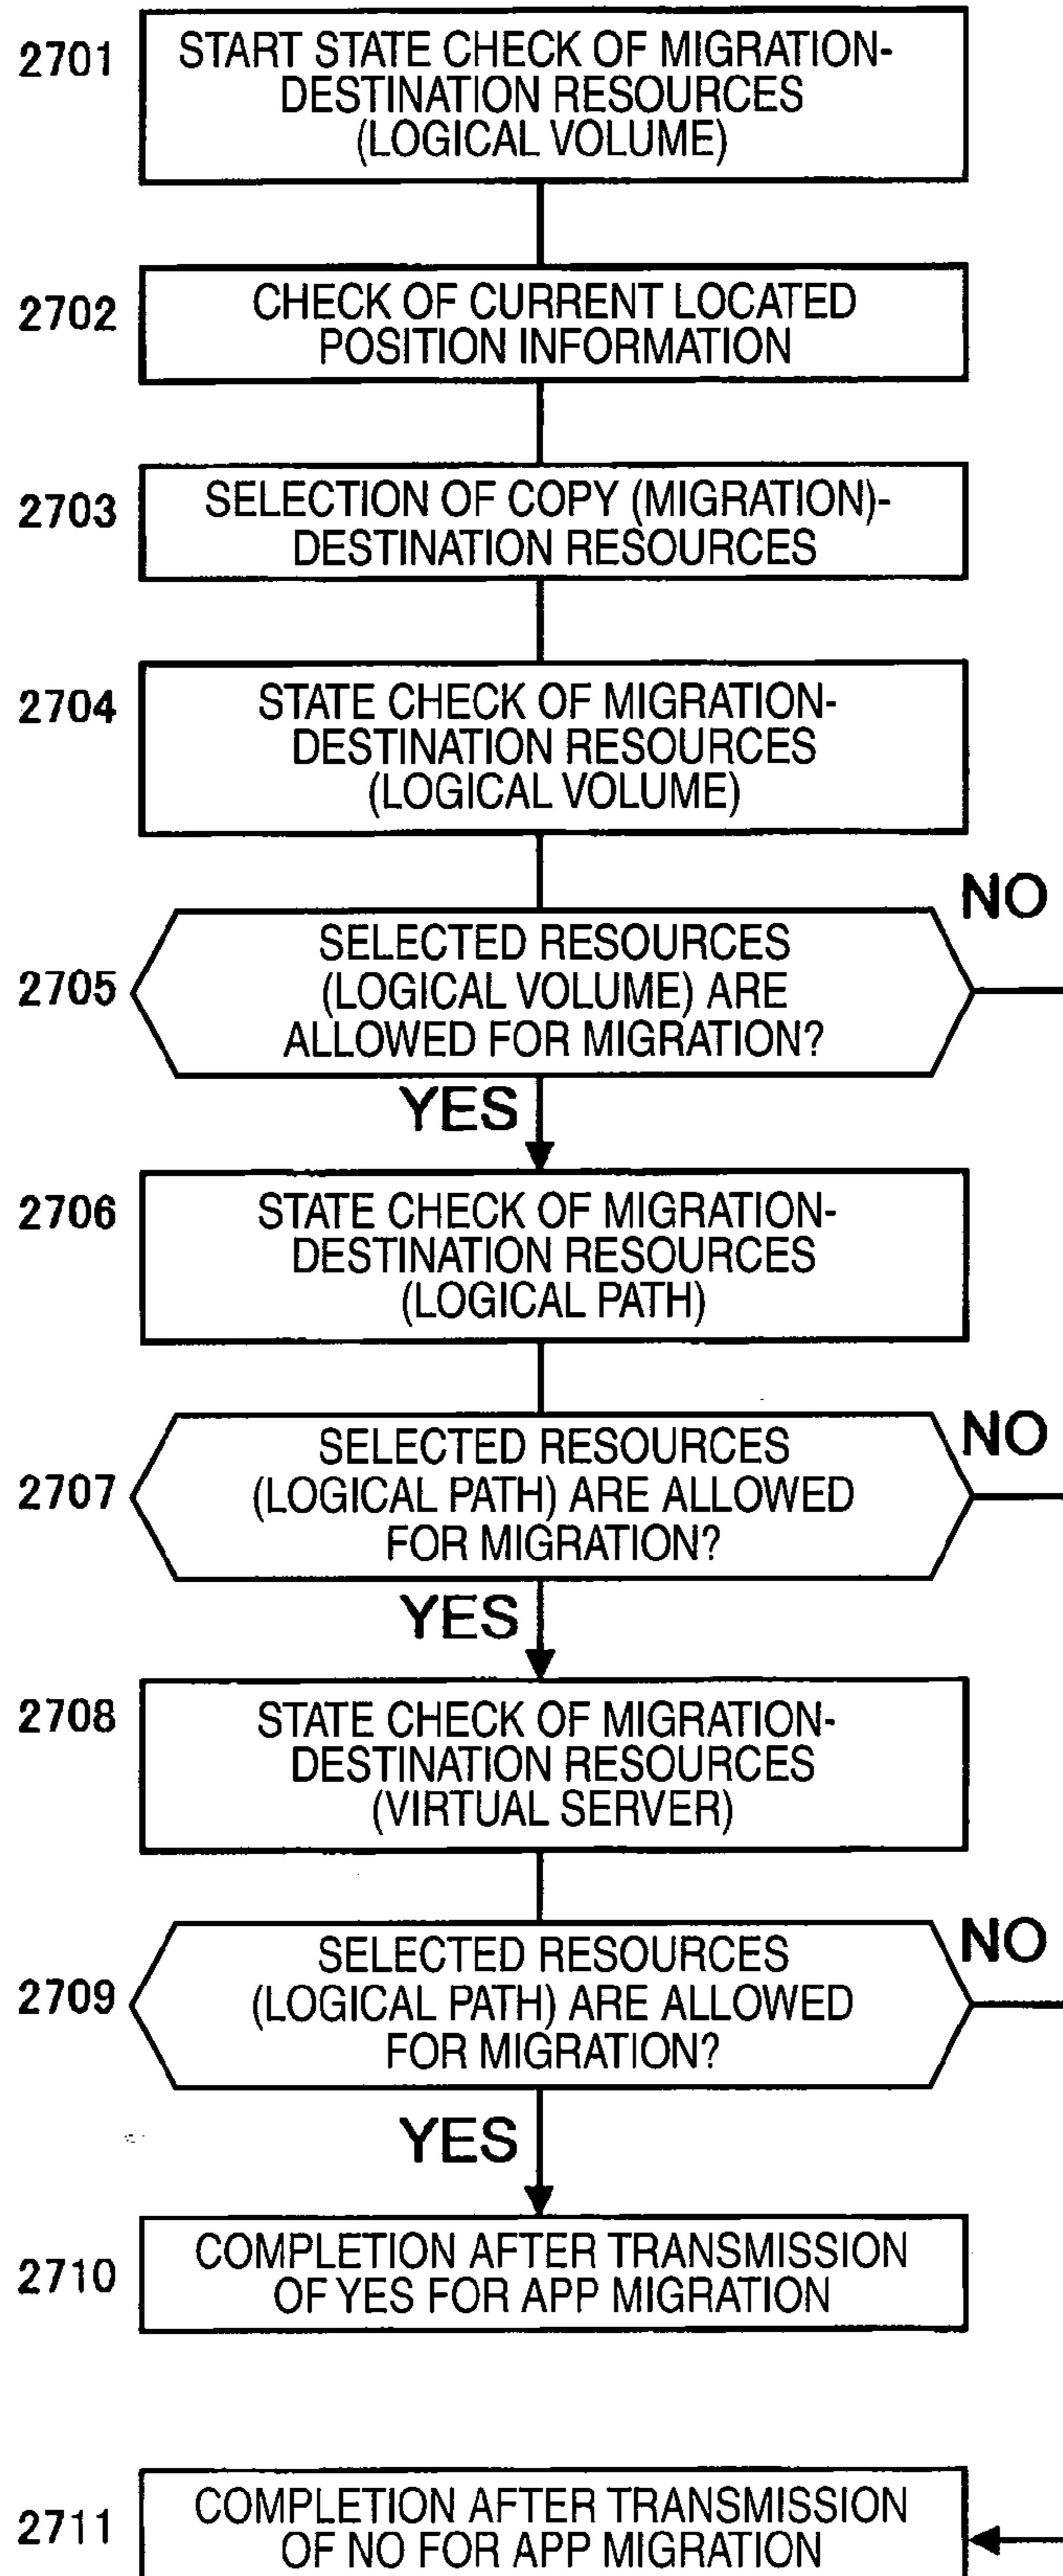 2701
START STATE CHECK OF MIGRATION-
DESTINATION RESOURCES
(LOGICAL VOLUME)
2702
CHECK OF CURRENT LOCATED
POSITION INFORMATION
2703
SELECTION OF COPY (MIGRATION)-
DESTINATION RESOURCES
2704
STATE CHECK OF MIGRATION-
DESTINATION RESOURCES
(LOGICAL VOLUME)
NO
2705
SELECTED RESOURCES
(LOGICAL VOLUME) ARE
ALLOWED FOR MIGRATION?
YES
2706
STATE CHECK OF MIGRATION-
DESTINATION RESOURCES
(LOGICAL PATH)
NO
2707
SELECTED RESOURCES
(LOGICAL PATH) ARE ALLOWED
FOR MIGRATION?
YES
2708
STATE CHECK OF MIGRATION-
DESTINATION RESOURCES
(VIRTUAL SERVER)
NO
2709
SELECTED RESOURCES
(LOGICAL PATH) ARE ALLOWED
FOR MIGRATION?
YES
2710
COMPLETION AFTER TRANSMISSION
OF YES FOR APP MIGRATION
2711
COMPLETION AFTER TRANSMISSION
OF NO FOR APP MIGRATION